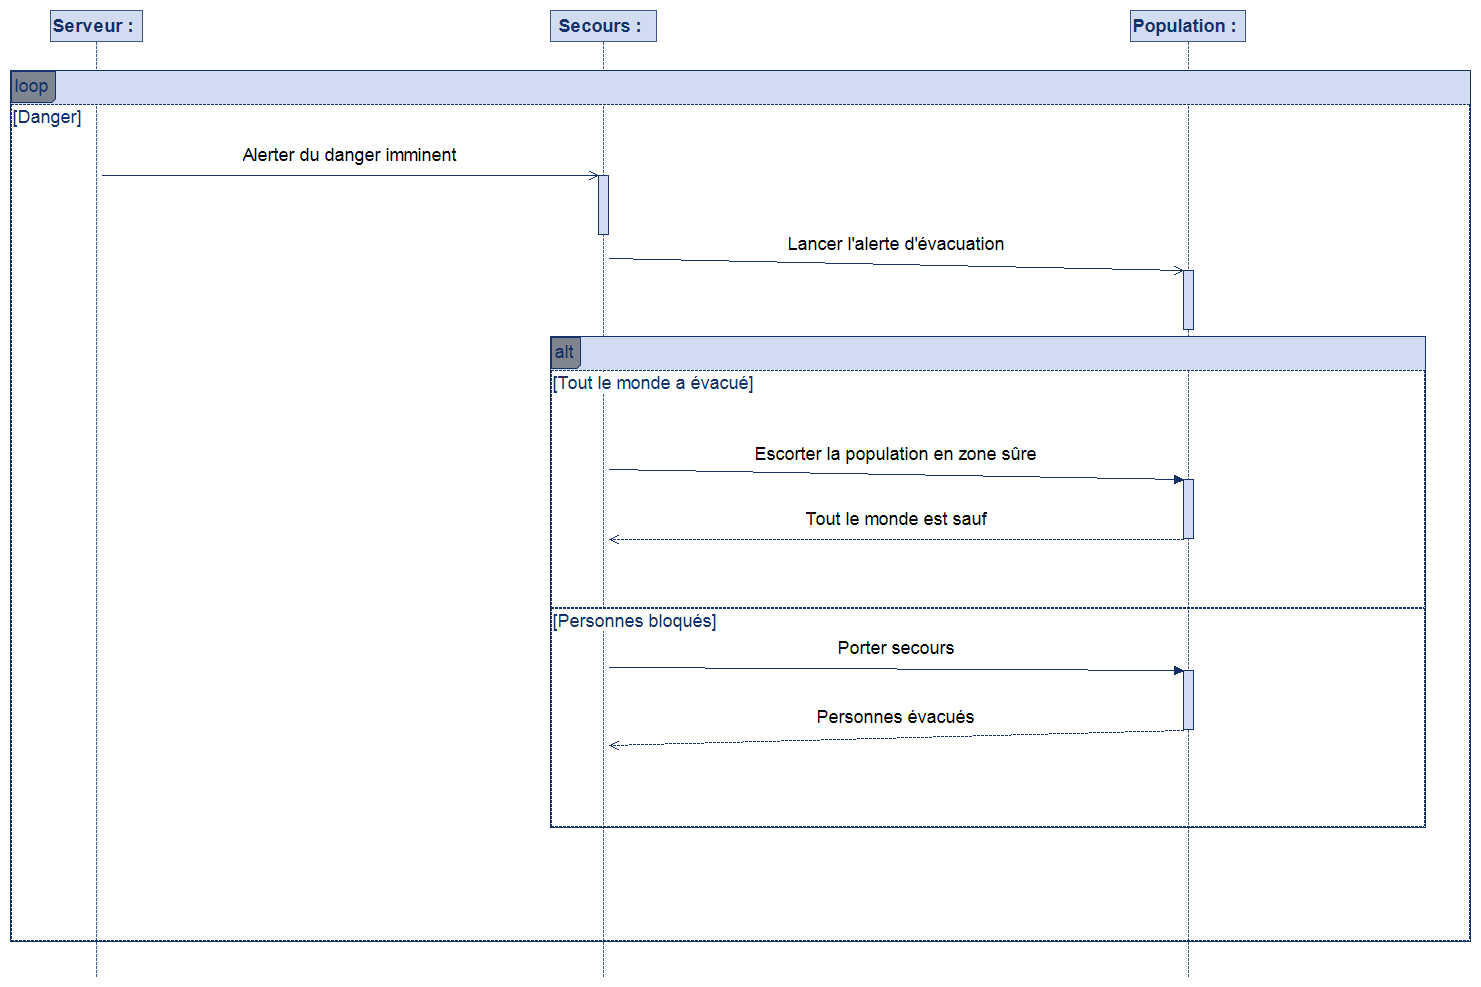 Serveur :
Secours :
Population :
loop
[Danger]
Alerter du danger imminent
Lancer l'alerte d'évacuation
alt
[Tout le monde a évacué]
Escorter la population en zone sûre
Tout le monde est sauf
[Personnes bloqués]
Porter secours
Personnes évacués